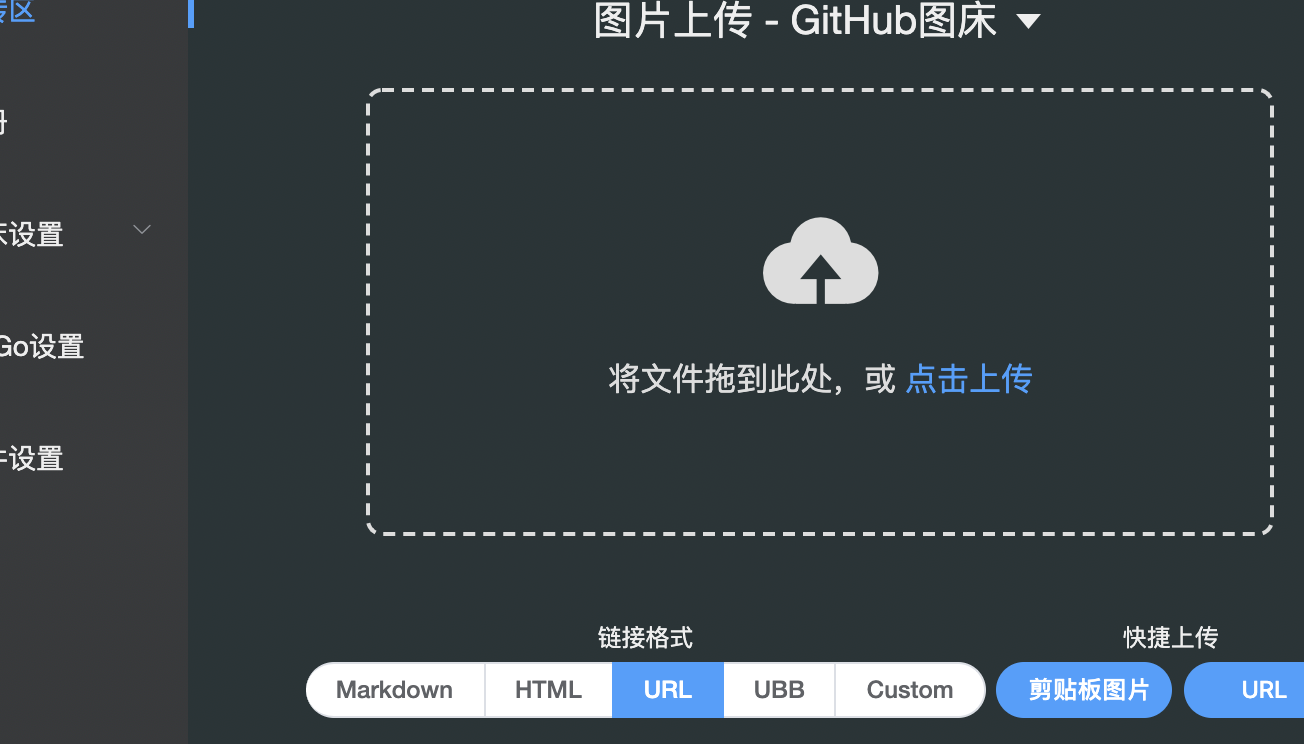 图片上传 - GitHub图床
传区
册
床设置
Go设置
件设置
将文件拖到此处，或 点击上传
链接格式
快捷上传
Markdown HTML URL UBB Custom
剪贴板图片 URL